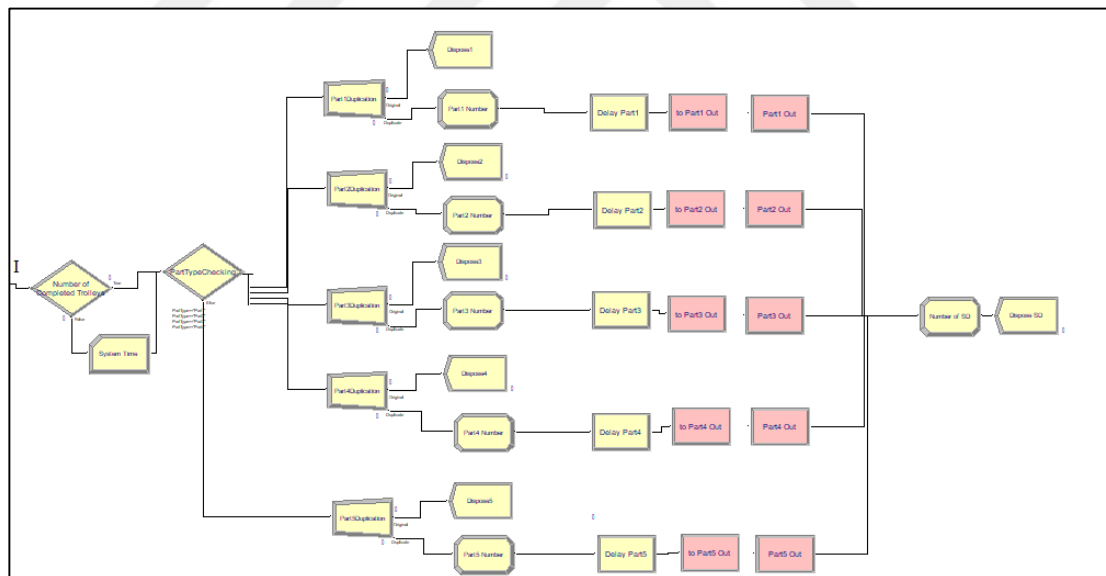 Dispose1
Part1Duplication
Original
Duplicate
Part1 Number
Delay Part1
to Part1 Out
Part1 Out
Dispose2
Part2Duplication
Original
Duplicate
Part2 Number
Delay Part2
to Part2 Out
Part2 Out
I
Number of
Completed Trolleys
True
False
System Time
PartTypeChecking
Else
Dispose3
Part3Duplication
Original
Duplicate
Part3 Number
Delay Part3
to Part3 Out
Part3 Out
Number of SD
Dispose SD
Dispose4
Part4Duplication
Original
Duplicate
Part4 Number
Delay Part4
to Part4 Out
Part4 Out
Dispose5
Part5Duplication
Original
Duplicate
Part5 Number
Delay Part5
to Part5 Out
Part5 Out